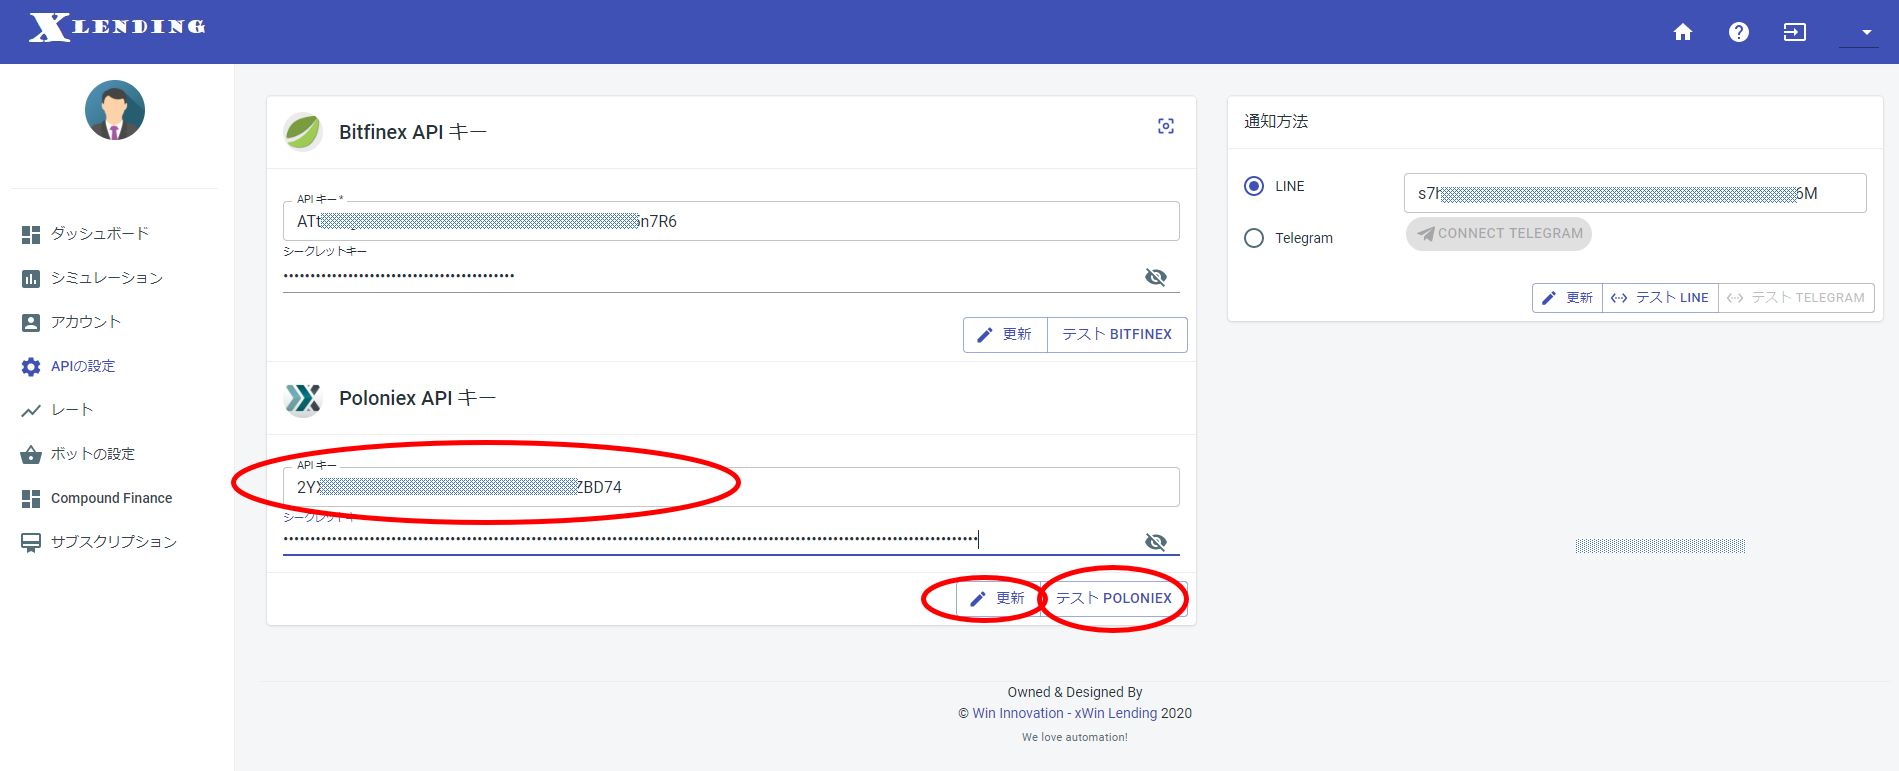 XLENDING
ダッシュボード
シミュレーション
アカウント
APIの設定
レート
ボットの設定
Compound Finance
サブスクリプション
Bitfinex API キー
API キー *
ATt
n7R6
シークレットキー
更新
テスト BITFINEX
Poloniex API キー
API キー
2YX
ZBD74
シークレットキー
更新
テスト POLONIEX
通知方法
LINE
s7h
6M
Telegram
CONNECT TELEGRAM
更新
テスト LINE
テスト TELEGRAM
Owned & Designed By
© Win Innovation - xWin Lending 2020
We love automation!